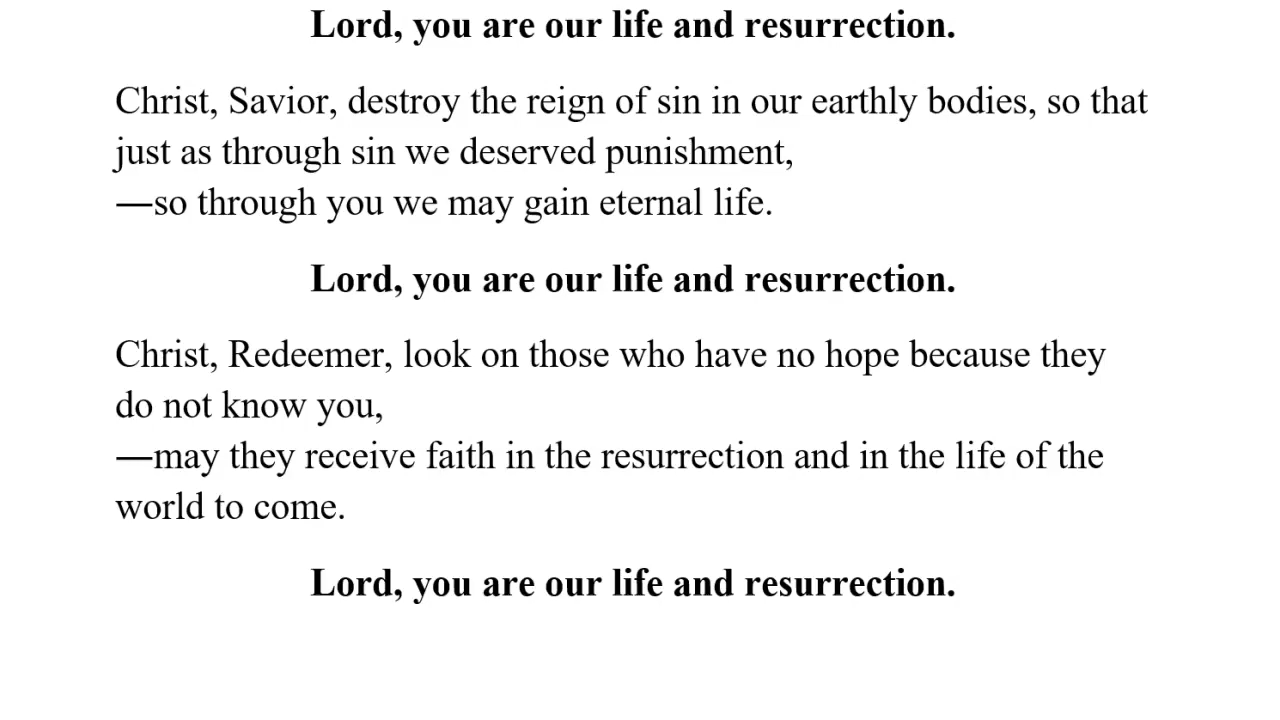 Lord, you are our life and resurrection.
Christ, Savior, destroy the reign of sin in our earthly bodies, so that
just as through sin we deserved punishment,
—so through you we may gain eternal life.
Lord, you are our life and resurrection.
Christ, Redeemer, look on those who have no hope because they
do not know you,
—may they receive faith in the resurrection and in the life of the
world to come.
Lord, you are our life and resurrection.